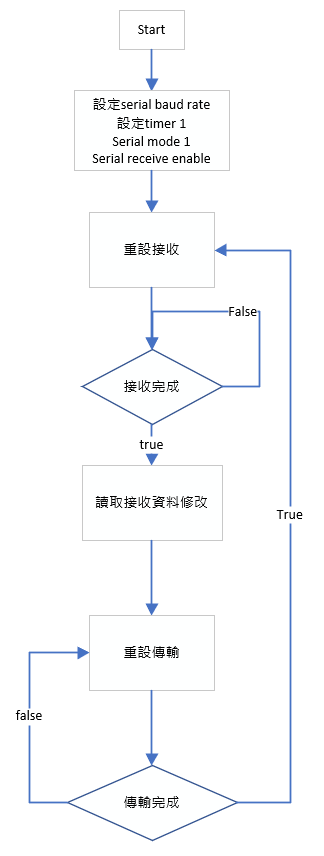 Start
設定serial baud rate
設定timer 1
Serial mode 1
Serial receive enable
重設接收
False
接收完成
true
讀取接收資料修改
True
重設傳輸
false
傳輸完成